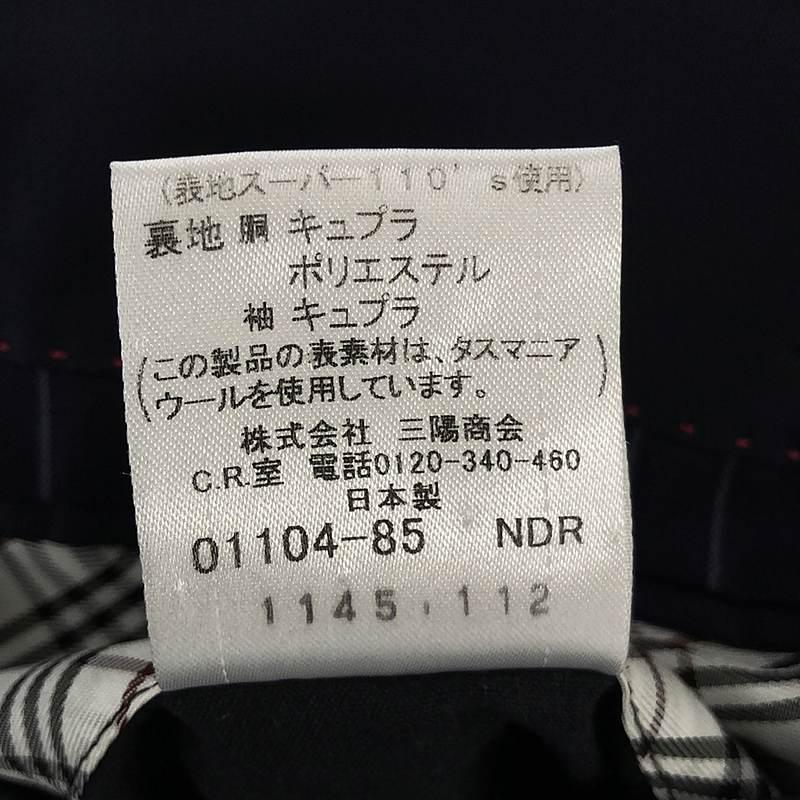 (表地スーパー110's使用)
裏地 胴 キュプラ
ポリエステル
袖 キュプラ
(この製品の表素材は、タスマニア
ウールを使用しています。)
株式会社 三陽商会
C.R.室 電話0120-340-460
日本製
01104-85 NDR
1145.112